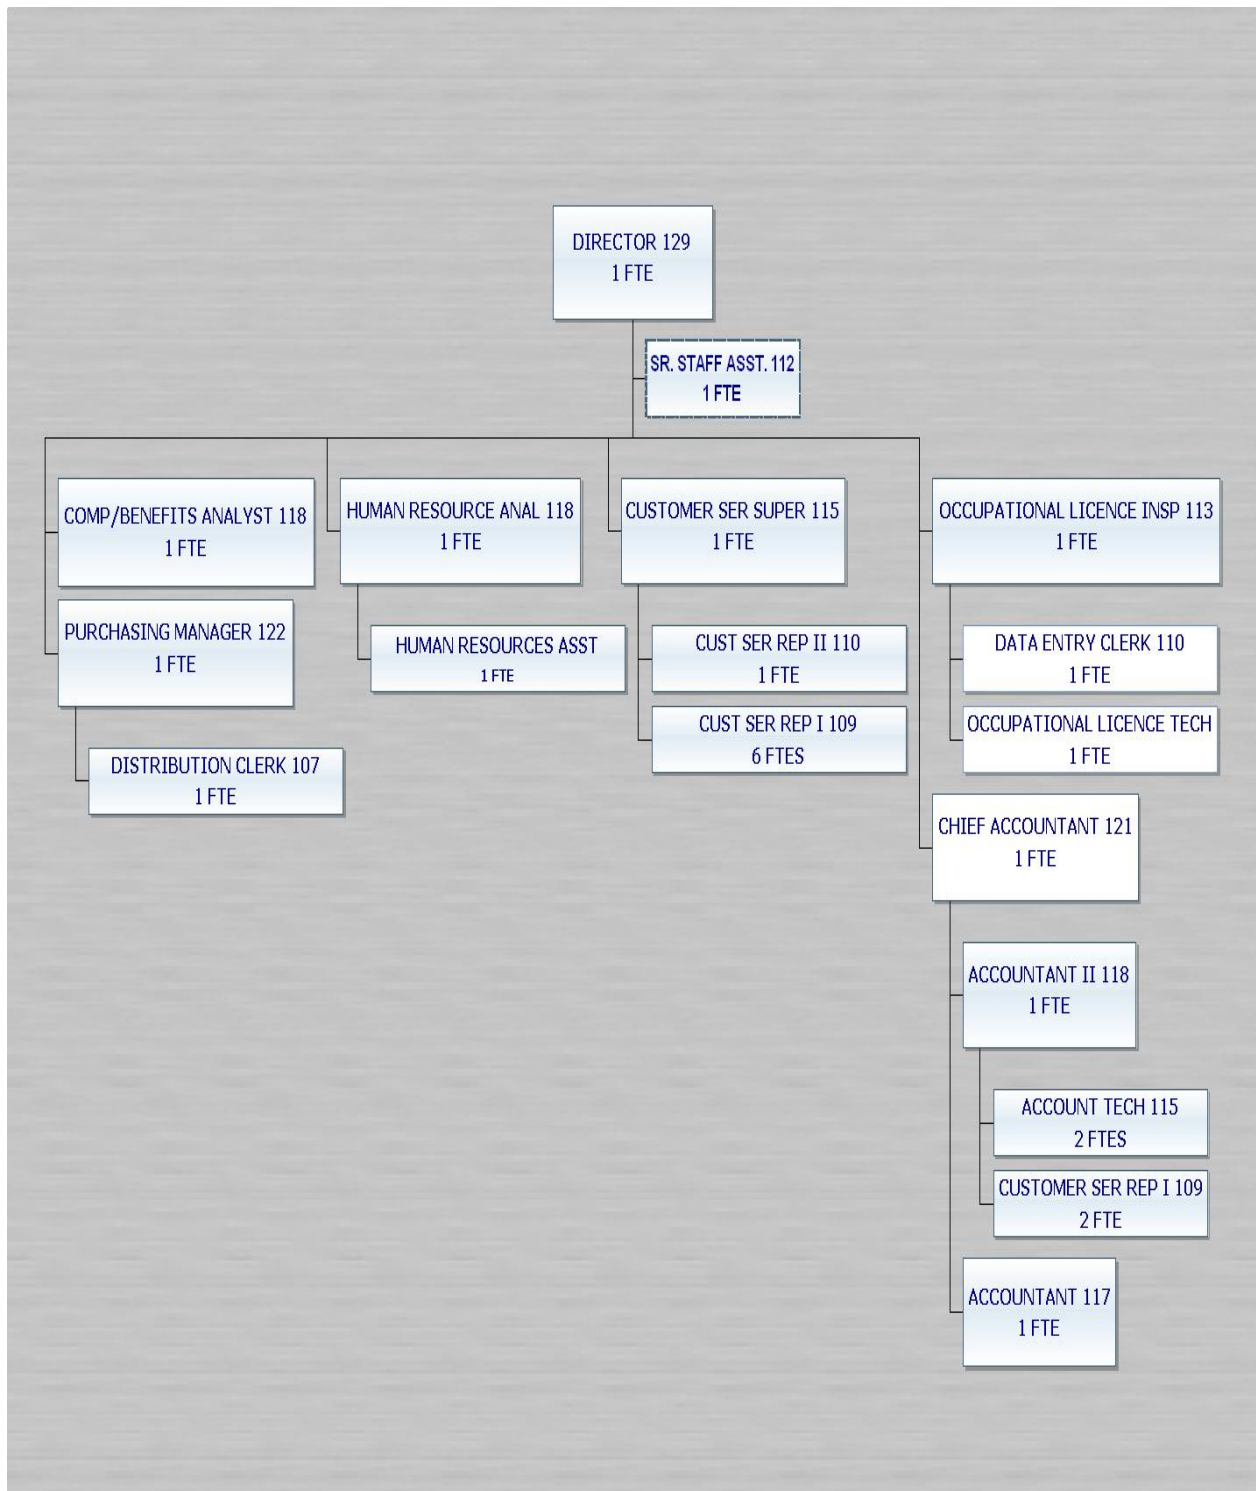 DIRECTOR 129
1 FTE
SR. STAFF ASST. 112
1 FTE
COMP/BENEFITS ANALYST 118
1 FTE
PURCHASING MANAGER 122
1 FTE
DISTRIBUTION CLERK 107
1 FTE
HUMAN RESOURCE ANAL 118
1 FTE
HUMAN RESOURCES ASST
1 FTE
CUSTOMER SER SUPER 115
1 FTE
CUST SER REP II 110
1 FTE
CUST SER REP I 109
6 FTES
OCCUPATIONAL LICENCE INSP 113
1 FTE
DATA ENTRY CLERK 110
1 FTE
OCCUPATIONAL LICENCE TECH
1 FTE
CHIEF ACCOUNTANT 121
1 FTE
ACCOUNTANT II 118
1 FTE
ACCOUNT TECH 115
2 FTES
CUSTOMER SER REP I 109
2 FTE
ACCOUNTANT 117
1 FTE